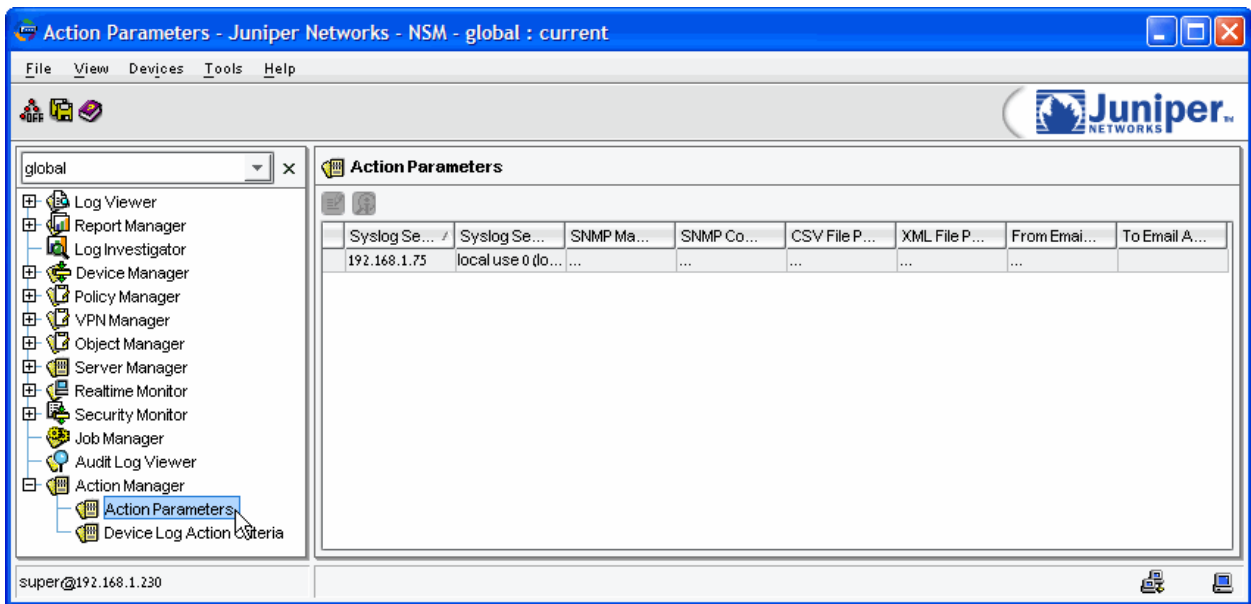 Action Parameters - Juniper Networks - NSM - global : current
File View Devices Tools Help
OFF
Juniper
NETWORKS
global
Log Viewer
Report Manager
Log Investigator
Device Manager
Policy Manager
VPN Manager
Object Manager
Server Manager
Realtime Monitor
Security Monitor
Job Manager
Audit Log Viewer
Action Manager
Action Parameters
Device Log Action Criteria
Action Parameters
Syslog Se... Syslog Se... SNMP Ma... SNMP Co... CSV File P... XML File P... From Emai... To Email A...
192.168.1.75 local use 0 (lo... ... ... ... ... ...
super@192.168.1.230